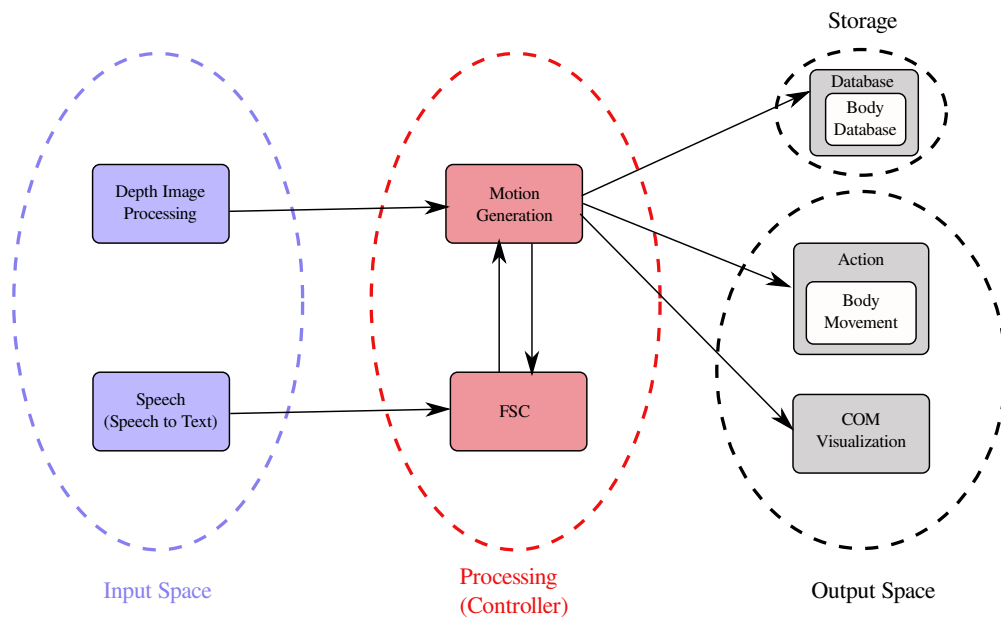 Storage
Database
Body
Database
Depth Image
Processing
Motion
Generation
Action
Body
Movement
Speech
(Speech to Text)
FSC
COM
Visualization
Input Space
Processing
(Controller)
Output Space